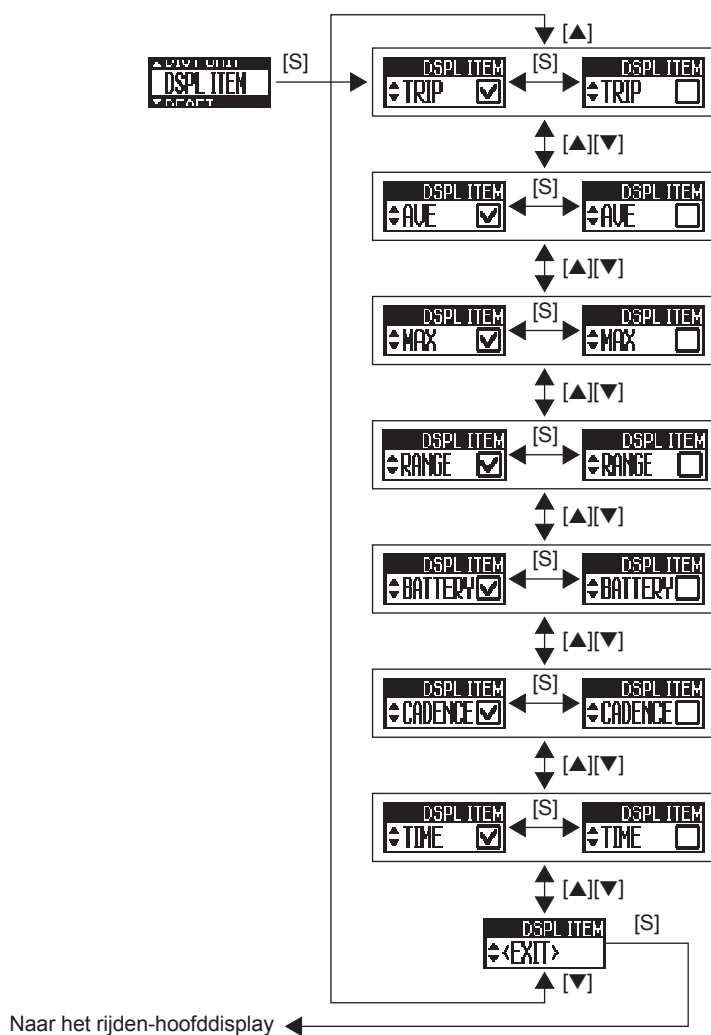 [▲]
DSPL ITEM
[S]
DSPL ITEM [S] DSPL ITEM
TRIP TRIP
[▲][▼]
DSPL ITEM [S] DSPL ITEM
AVE AVE
[▲][▼]
DSPL ITEM [S] DSPL ITEM
MAX MAX
[▲][▼]
DSPL ITEM [S] DSPL ITEM
RANGE RANGE
[▲][▼]
DSPL ITEM [S] DSPL ITEM
BATTERY BATTERY
[▲][▼]
DSPL ITEM [S] DSPL ITEM
CADENCE CADENCE
[▲][▼]
DSPL ITEM [S] DSPL ITEM
TIME TIME
[▲][▼]
DSPL ITEM [S]
<EXIT>
[▼]
Naar het rijden-hoofddisplay